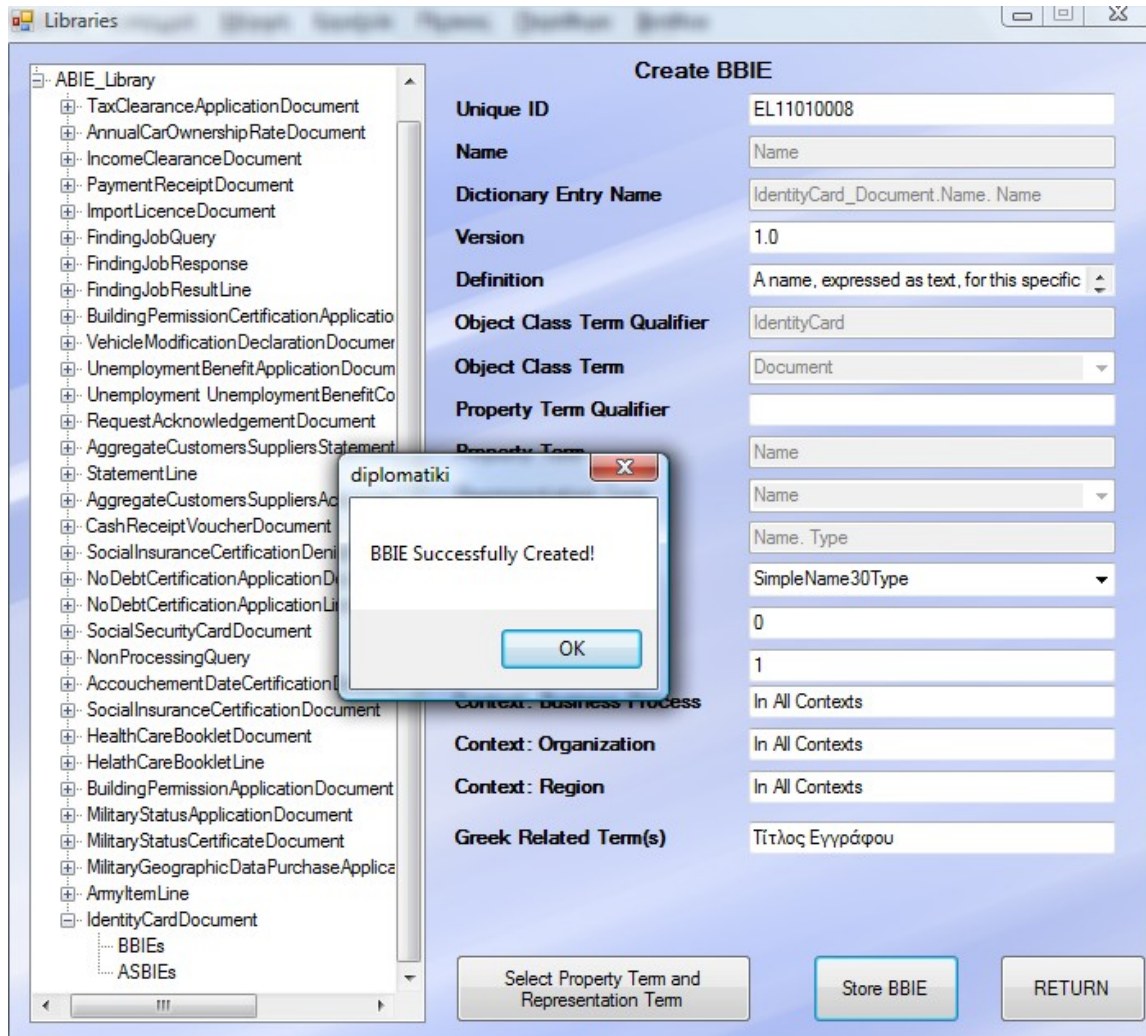 Libraries
ABIE_Library
TaxClearanceApplicationDocument
AnnualCarOwnershipRateDocument
IncomeClearanceDocument
PaymentReceiptDocument
ImportLicenceDocument
FindingJobQuery
FindingJobResponse
FindingJobResultLine
BuildingPermissionCertificationApplicatio
VehicleModificationDeclarationDocumer
UnemploymentBenefitApplicationDocum
Unemployment UnemploymentBenefitCo
RequestAcknowledgementDocument
AggregateCustomersSuppliersStatement
StatementLine
AggregateCustomersSuppliersAc
CashReceiptVoucherDocument
SocialInsuranceCertificationDeni
NoDebtCertificationApplicationD
NoDebtCertificationApplicationLi
SocialSecurityCardDocument
NonProcessingQuery
AccouchementDateCertification
SocialInsuranceCertificationDocument
HealthCareBookletDocument
HelathCareBookletLine
BuildingPermissionApplicationDocument
MilitaryStatusApplicationDocument
MilitaryStatusCertificateDocument
MilitaryGeographicDataPurchaseApplica
ArmyItemLine
IdentityCardDocument
BBIEs
ASBIEs
Create BBIE
Unique ID EL11010008
Name Name
Dictionary Entry Name IdentityCard_Document.Name. Name
Version 1.0
Definition A name, expressed as text, for this specific
Object Class Term Qualifier IdentityCard
Object Class Term Document
Property Term Qualifier
Property Term Name
Name
Name. Type
SimpleName30Type
0
1
Context: Business Process In All Contexts
Context: Organization In All Contexts
Context: Region In All Contexts
Greek Related Term(s) Τίτλος Εγγράφου
diplomatiki
BBIE Successfully Created!
OK
Select Property Term and
Representation Term
Store BBIE
RETURN